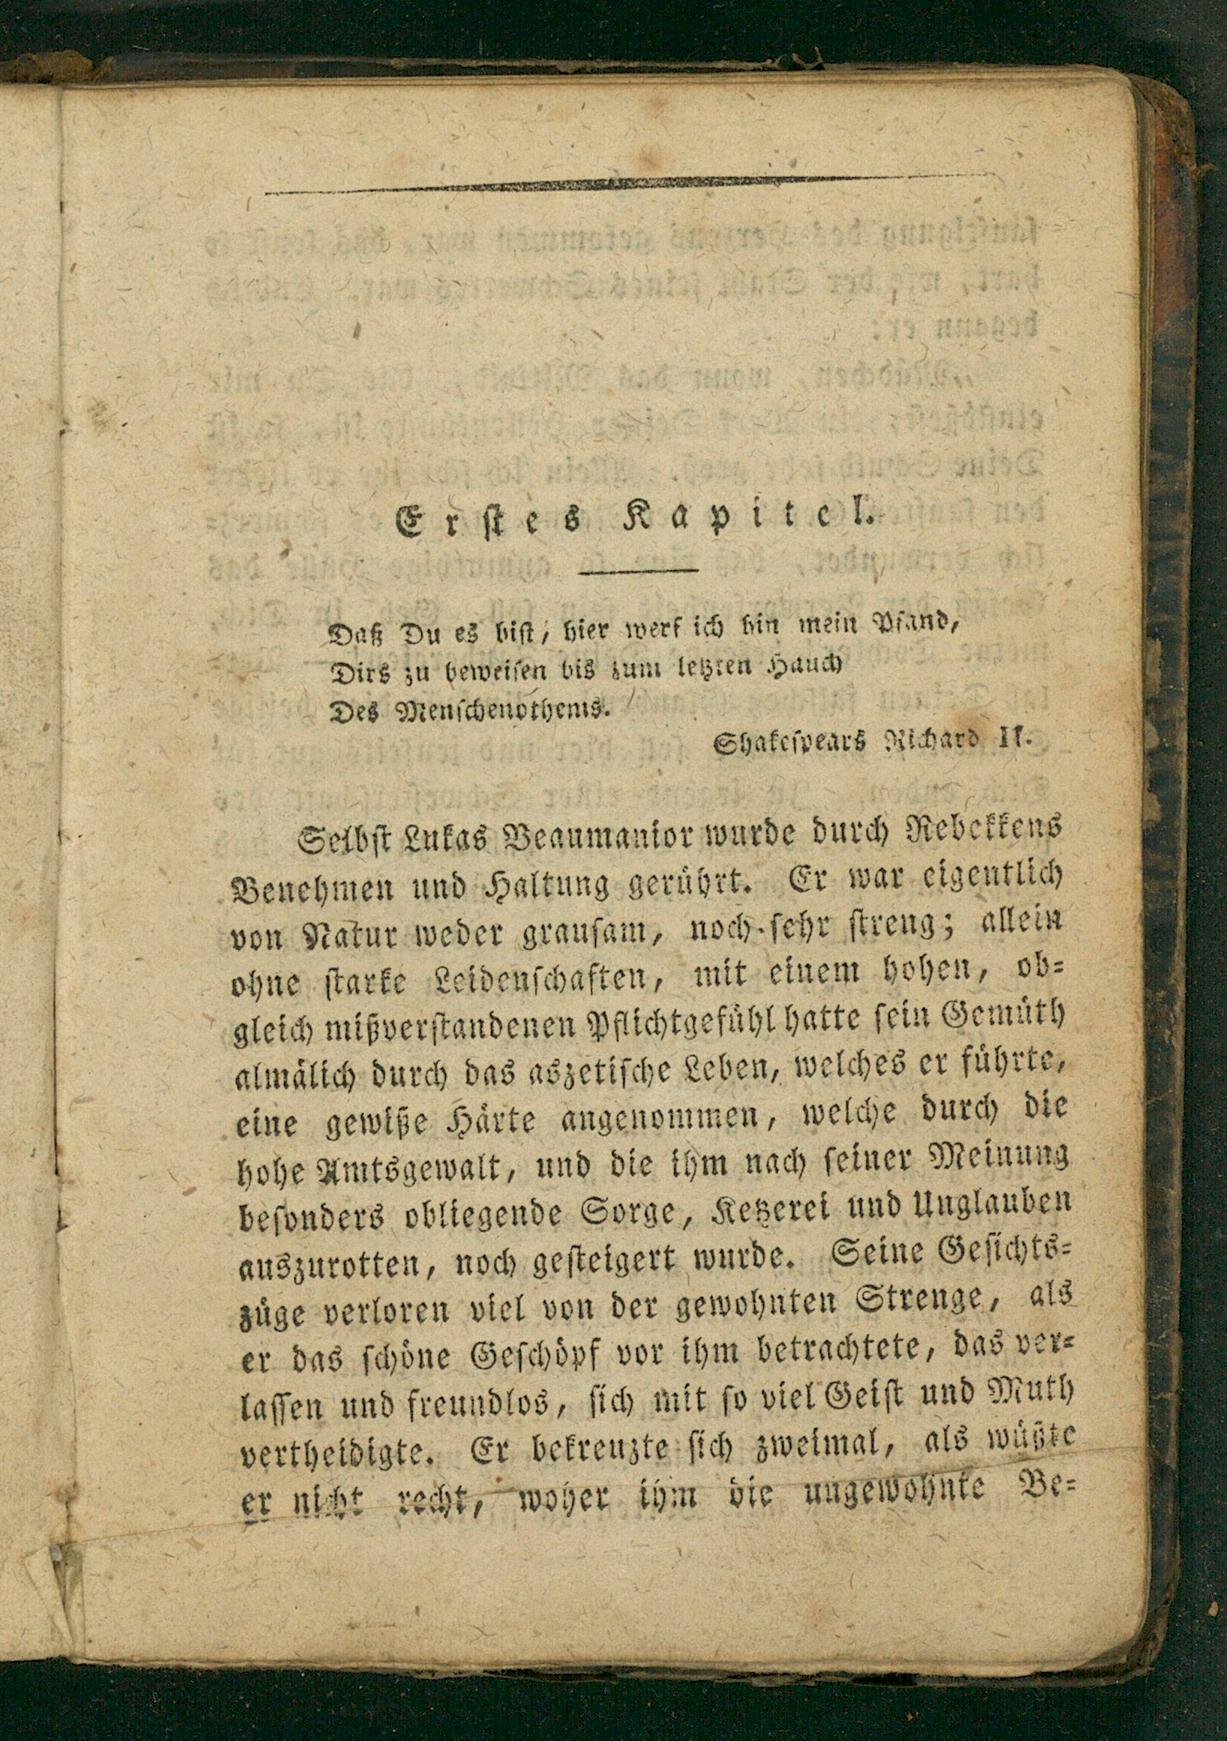 Erſtes Kapitel.
Daß Du es biſt, hier werf ich hin mein Pfand,
Dirs zu beweiſen bis zum letzten Hauch
Des Menſchenothems.
Shakeſpears Richard II.
Selbſt Lukas Beaumanior wurde durch Rebekkens
Benehmen und Haltung gerührt. Er war eigentlich
von Natur weder grauſam, noch ſehr ſtreng; allein
ohne ſtarke Leidenſchaften, mit einem hohen, ob⸗
gleich mißverſtandenen Pflichtgefühl hatte ſein Gemüth
almälich durch das aszetiſche Leben, welches er führte,
eine gewiße Härte angenommen, welche durch die
hohe Amtsgewalt, und die ihm nach ſeiner Meinung
beſonders obliegende Sorge, Ketzerei und Unglauben
auszurotten, noch geſteigert wurde. Seine Geſichts⸗
züge verloren viel von der gewohnten Strenge, als
er das ſchöne Geſchöpf vor ihm betrachtete, das ver⸗
laſſen und freundlos, ſich mit ſo viel Geiſt und Muth
vertheidigte. Er bekreuzte ſich zweimal, als wüßte
er nicht recht, woher ihm die ungewohnte Be⸗